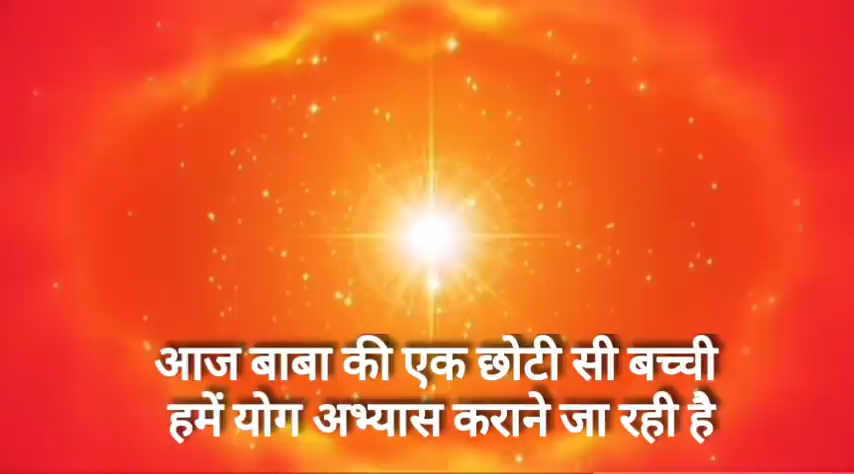 आज बाबा की एक छोटी सी बच्ची
हमें योग अभ्यास कराने जा रही है